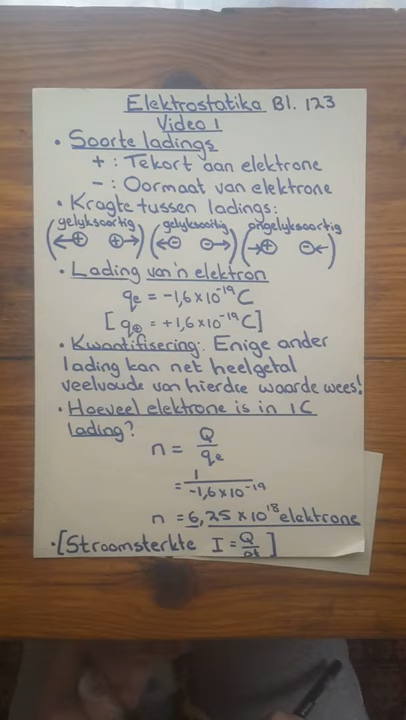 Elektrostatika Bl. 123
Video 1
• Soorte ladings
+ : Tekort aan elektrone
- : Oormaat van elektrone
• Kragte tussen ladings:
gelyksoortig gelyksoortig ongelyksoortig
(←⊕ ⊕→) (←⊖ ⊖→) (→⊕ ⊖←)
• Lading van 'n elektron
qe = -1,6 x 10⁻¹⁹ C
[q⊕ = +1,6 x 10⁻¹⁹ C]
• Kwantifisering: Enige ander
lading kan net heelgetal
veelvoude van hierdie waarde wees!
• Hoeveel elektrone is in 1C
lading?
n = Q/qe
= 1/-1,6 x 10⁻¹⁹
n = 6,25 x 10¹⁸ elektrone
• [Stroomsterkte I = Q/Δt]